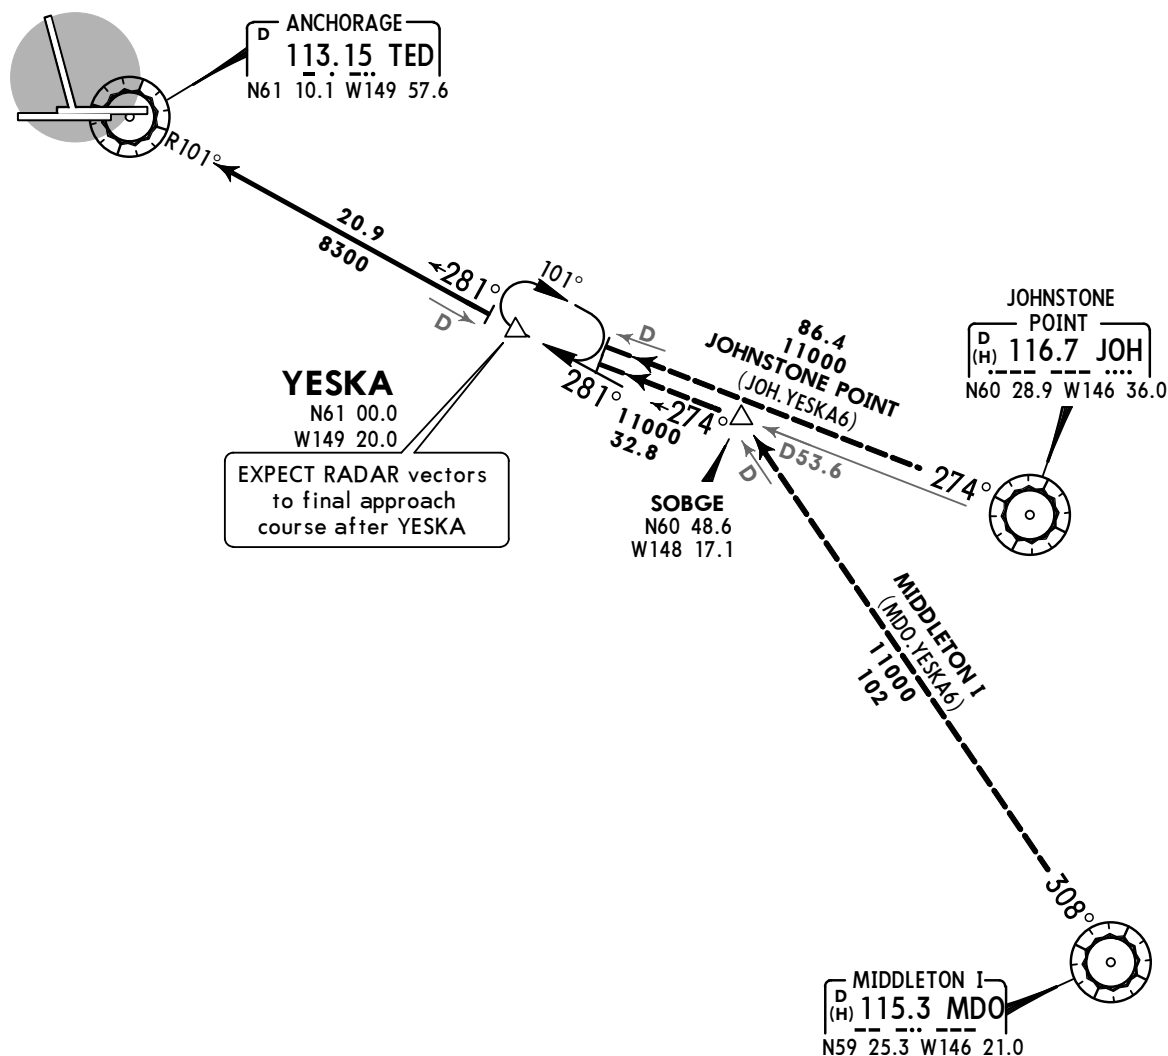 D ANCHORAGE
113.15 TED
N61 10.1 W149 57.6
R101°
20.9
8300
281°
D
101°
YESKA
N61 00.0
W149 20.0
EXPECT RADAR vectors
to final approach
course after YESKA
281°
D
86.4
11000
JOHNSTONE POINT
(JOH.YESKA6)
11000
32.8
274°
D53.6
D
274°
SOBGE
N60 48.6
W148 17.1
JOHNSTONE
POINT
D
(H) 116.7 JOH
N60 28.9 W146 36.0
MIDDLETON I
(MDO.YESKA6)
11000
102
308°
MIDDLETON I
D
(H) 115.3 MDO
N59 25.3 W146 21.0